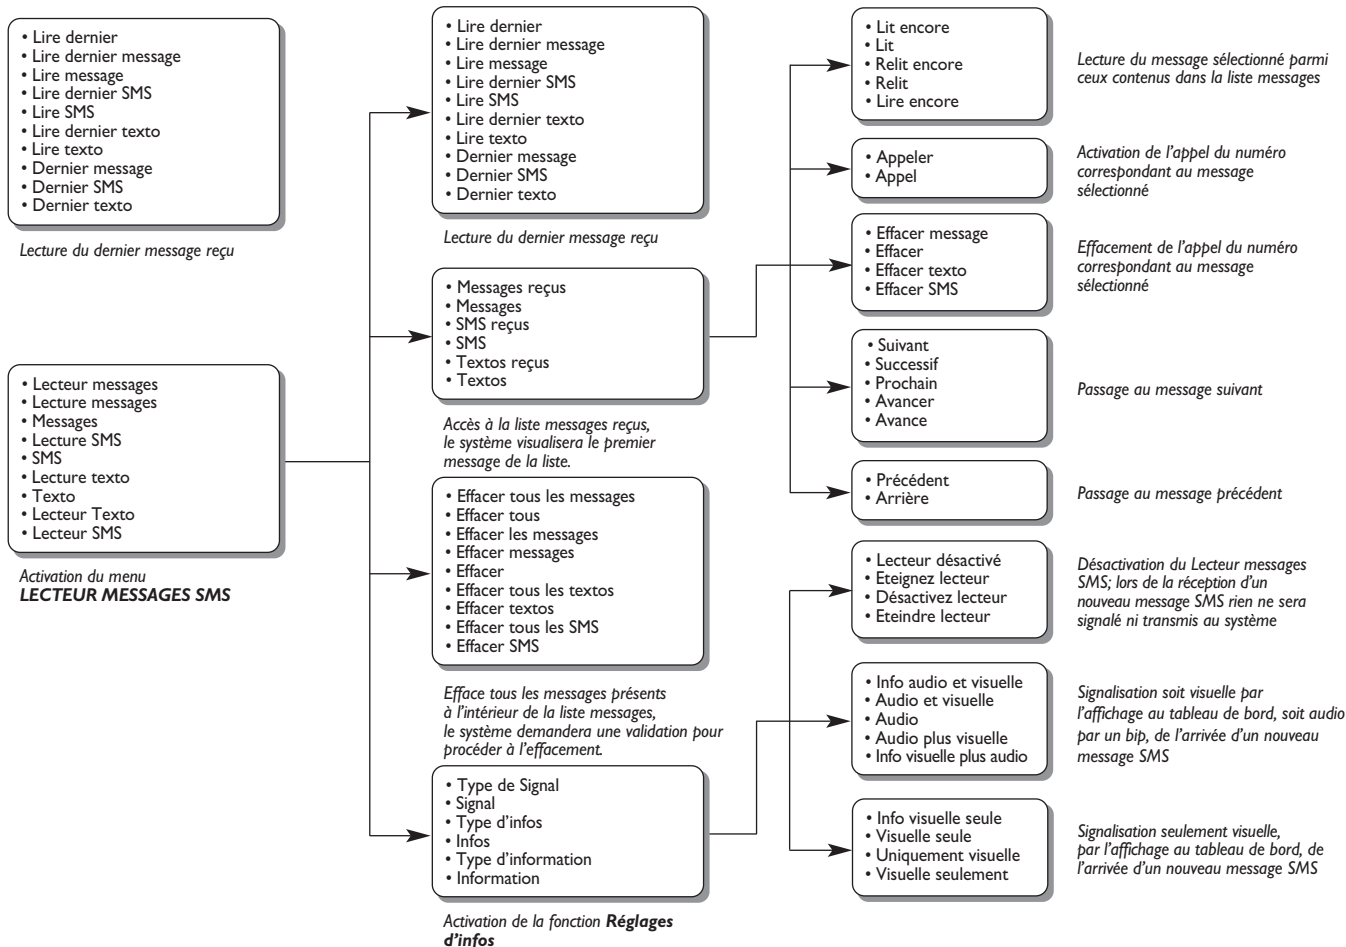 • Lire dernier
• Lire dernier message
• Lire message
• Lire dernier SMS
• Lire SMS
• Lire dernier texto
• Lire texto
• Dernier message
• Dernier SMS
• Dernier texto
Lecture du dernier message reçu
• Lecteur messages
• Lecture messages
• Messages
• Lecture SMS
• SMS
• Lecture texto
• Texto
• Lecteur Texto
• Lecteur SMS
Activation du menu
LECTEUR MESSAGES SMS
• Lire dernier
• Lire dernier message
• Lire message
• Lire dernier SMS
• Lire SMS
• Lire dernier texto
• Lire texto
• Dernier message
• Dernier SMS
• Dernier texto
Lecture du dernier message reçu
• Messages reçus
• Messages
• SMS reçus
• SMS
• Textos reçus
• Textos
Accès à la liste messages reçus,
le système visualisera le premier
message de la liste.
• Effacer tous les messages
• Effacer tous
• Effacer les messages
• Effacer messages
• Effacer
• Effacer tous les textos
• Effacer textos
• Effacer tous les SMS
• Effacer SMS
Efface tous les messages présents
à l’intérieur de la liste messages,
le système demandera une validation pour
procéder à l’effacement.
• Type de Signal
• Signal
• Type d’infos
• Infos
• Type d’information
• Information
Activation de la fonction Réglages
d’infos
• Lit encore
• Lit
• Relit encore
• Relit
• Lire encore
Lecture du message sélectionné parmi
ceux contenus dans la liste messages
• Appeler
• Appel
Activation de l’appel du numéro
correspondant au message
sélectionné
• Effacer message
• Effacer
• Effacer texto
• Effacer SMS
Effacement de l’appel du numéro
correspondant au message
sélectionné
• Suivant
• Successif
• Prochain
• Avancer
• Avance
Passage au message suivant
• Précédent
• Arrière
Passage au message précédent
• Lecteur désactivé
• Eteignez lecteur
• Désactivez lecteur
• Eteindre lecteur
Désactivation du Lecteur messages
SMS; lors de la réception d’un
nouveau message SMS rien ne sera
signalé ni transmis au système
• Info audio et visuelle
• Audio et visuelle
• Audio
• Audio plus visuelle
• Info visuelle plus audio
Signalisation soit visuelle par
l’affichage au tableau de bord, soit audio
par un bip, de l’arrivée d’un nouveau
message SMS
• Info visuelle seule
• Visuelle seule
• Uniquement visuelle
• Visuelle seulement
Signalisation seulement visuelle,
par l’affichage au tableau de bord, de
l’arrivée d’un nouveau message SMS